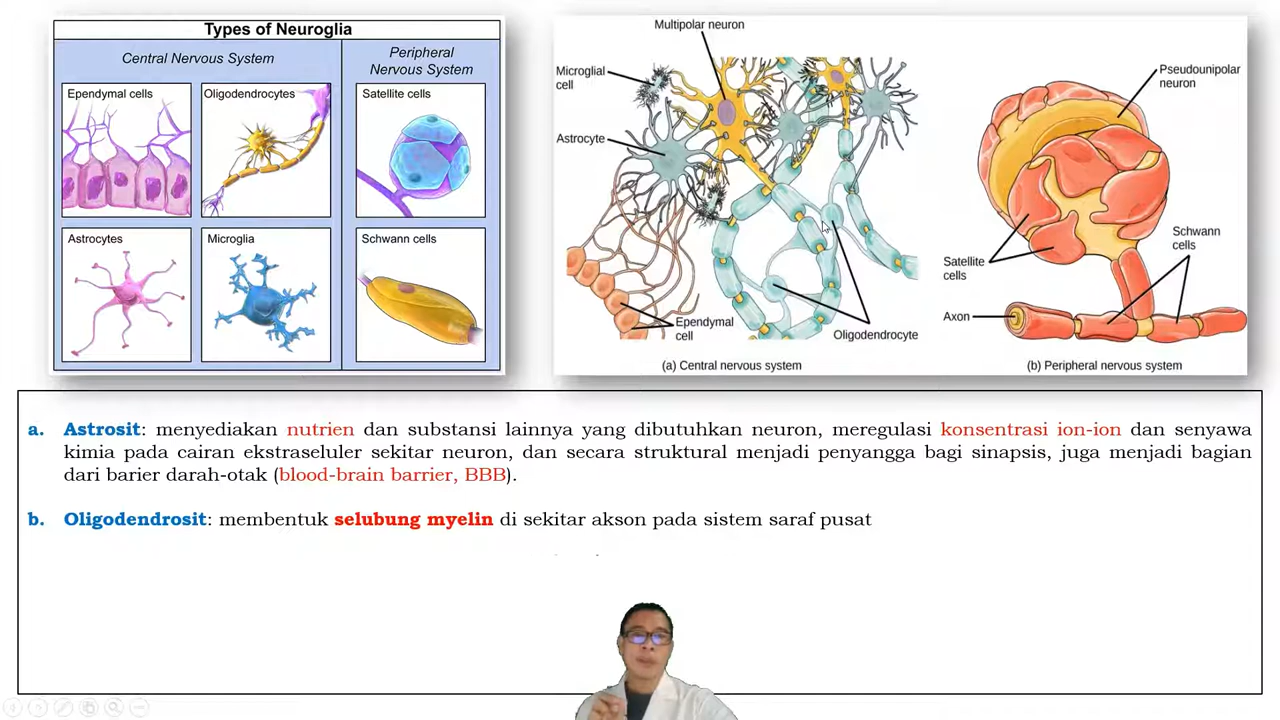 Types of Neuroglia
Central Nervous System
Peripheral
Nervous System
Ependymal cells
Oligodendrocytes
Satellite cells
Astrocytes
Microglia
Schwann cells
Multipolar neuron
Microglial
cell
Astrocyte
Ependymal
cell
Oligodendrocyte
(a) Central nervous system
Pseudounipolar
neuron
Schwann
cells
Satellite
cells
Axon
(b) Peripheral nervous system
a. Astrosit: menyediakan nutrien dan substansi lainnya yang dibutuhkan neuron, meregulasi konsentrasi ion-ion dan senyawa
kimia pada cairan ekstraseluler sekitar neuron, dan secara struktural menjadi penyangga bagi sinapsis, juga menjadi bagian
dari barier darah-otak (blood-brain barrier, BBB).
b. Oligodendrosit: membentuk selubung myelin di sekitar akson pada sistem saraf pusat